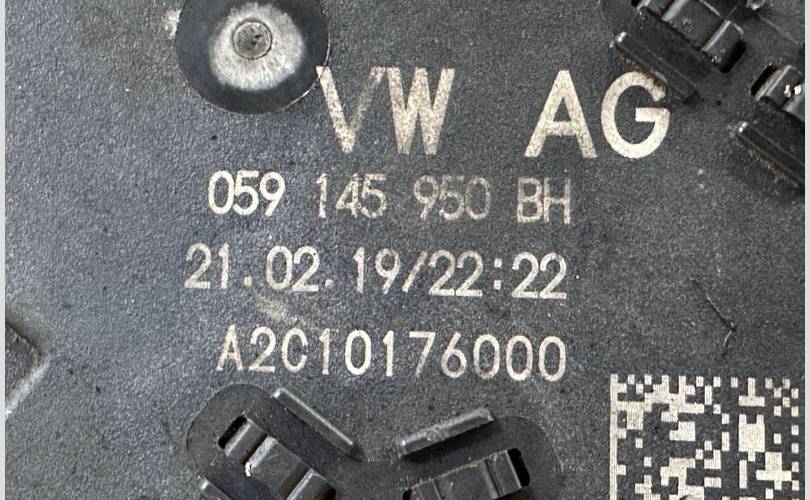 VW AG
059 145 950 BH
21.02.19/22:22
A2C10176000